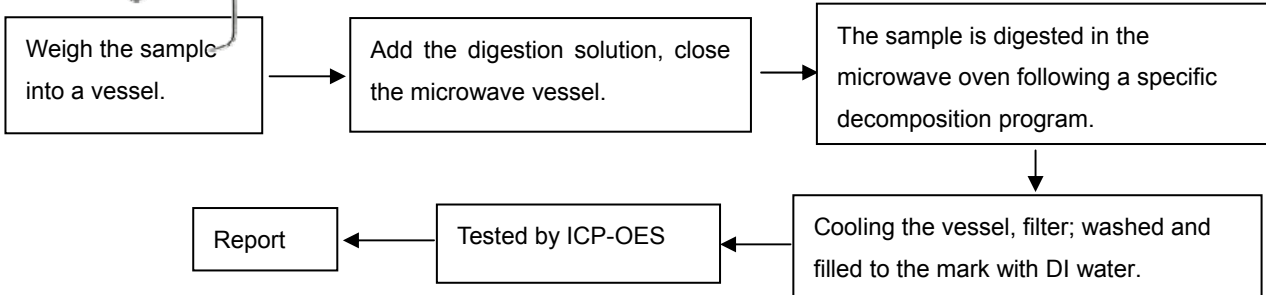 Weigh the sample
into a vessel.
Add the digestion solution, close
the microwave vessel.
The sample is digested in the
microwave oven following a specific
decomposition program.
Cooling the vessel, filter; washed and
filled to the mark with DI water.
Tested by ICP-OES
Report